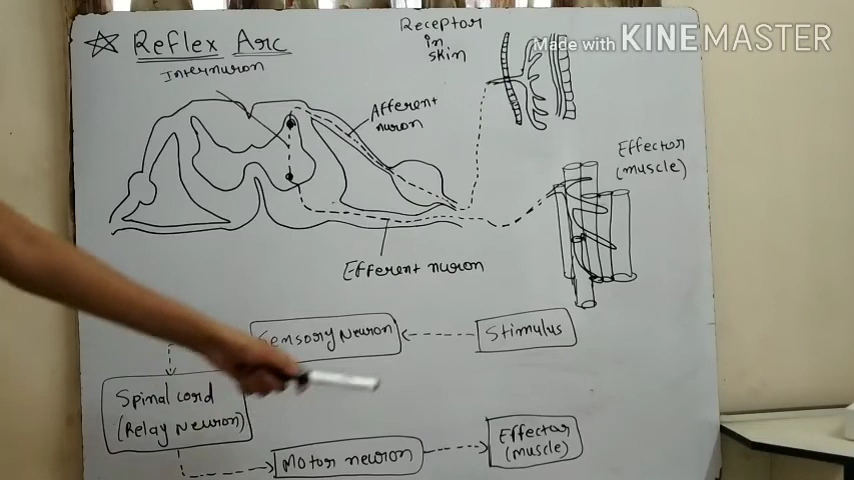 Made with KINEMASTER
☆ Reflex Arc
Internuron
Receptor
in
skin
Afferent
nuron
Effector
(muscle)
Efferent nuron
Sensory Neuron
Stimulus
Spinal cord
(Relay Neuron)
Motor neuron
Effector
(muscle)